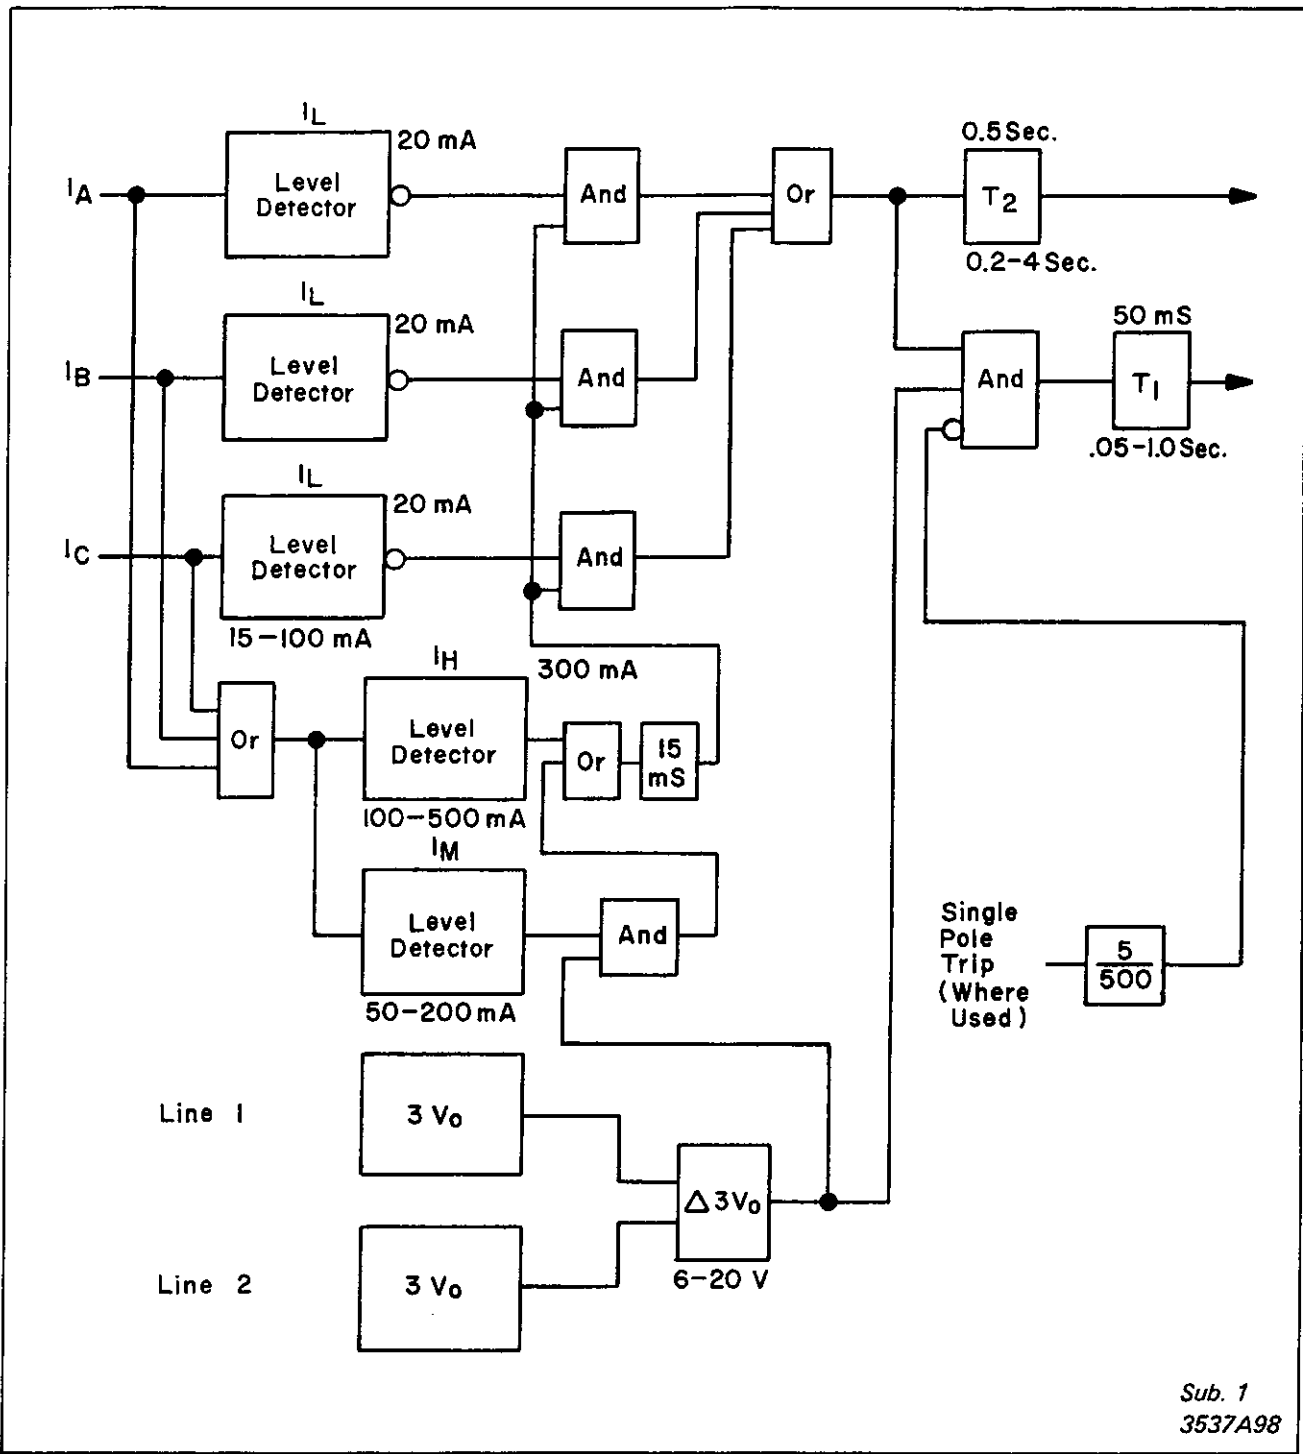 IL
20 mA
0.5 Sec.
IA
Level
Detector
And
Or
T2
0.2-4 Sec.
IL
20 mA
50 mS
IB
Level
Detector
And
And
T1
.05-1.0 Sec.
IL
20 mA
IC
Level
Detector
And
15-100 mA
IH
300 mA
Or
Level
Detector
Or
15
mS
100-500 mA
IM
Level
Detector
And
Single
Pole
Trip
(Where
Used)
5
500
50-200 mA
Line 1
3 Vo
Δ 3Vo
6-20 V
Line 2
3 Vo
Sub. 1
3537A98